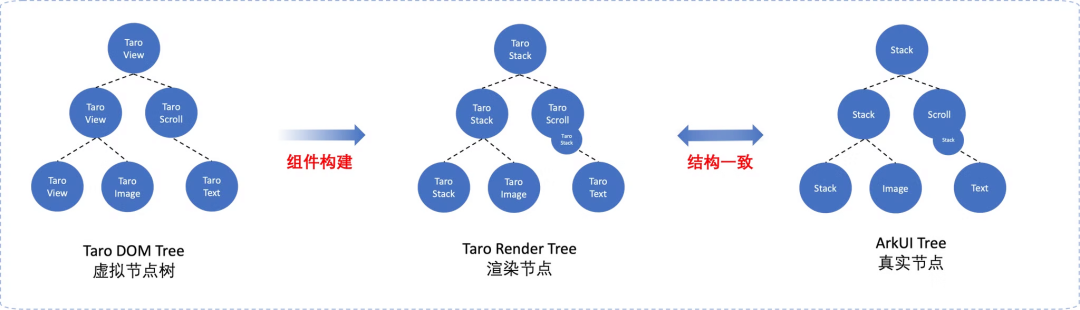 Taro
View
Taro
View
Taro
Scroll
Taro
View
Taro
Image
Taro
Text
Taro DOM Tree
虚拟节点树
组件构建
Taro
Stack
Taro
Stack
Taro
Scroll
Taro
Stack
Taro
Stack
Taro
Image
Taro
Text
Taro Render Tree
渲染节点
结构一致
Stack
Stack
Scroll
Stack
Stack
Image
Text
ArkUI Tree
真实节点